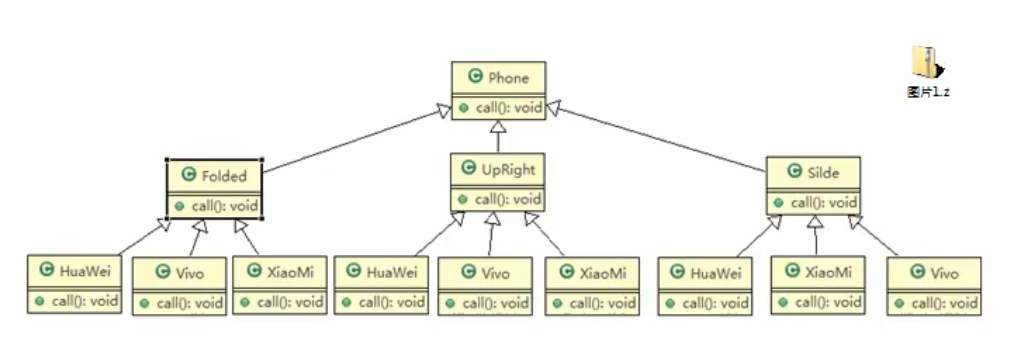 Phone
call(): void
图片1.z
Folded
call(): void
UpRight
call(): void
Silde
call(): void
HuaWei
call(): void
Vivo
call(): void
XiaoMi
call(): void
HuaWei
call(): void
Vivo
call(): void
XiaoMi
call(): void
HuaWei
call(): void
XiaoMi
call(): void
Vivo
call(): void